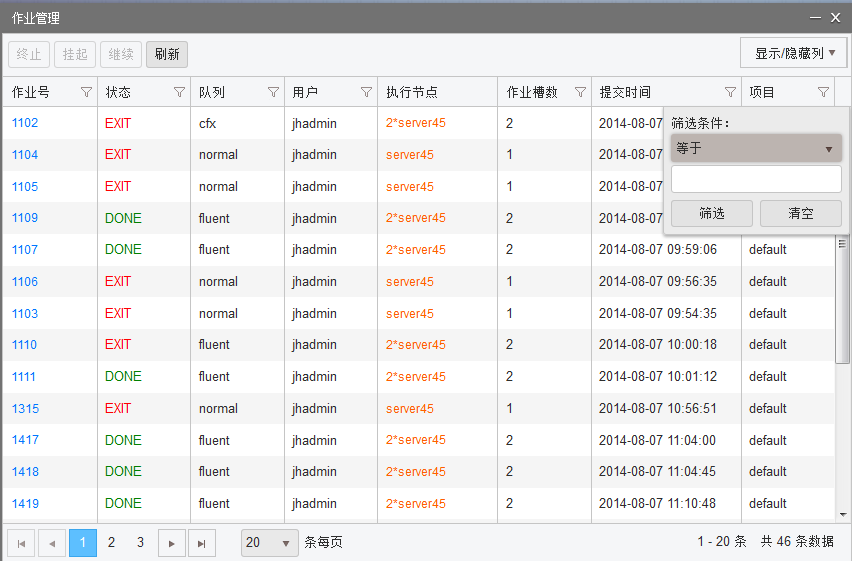 作业管理
终止 挂起 继续 刷新 显示/隐藏列
作业号 状态 队列 用户 执行节点 作业槽数 提交时间 项目
1102 EXIT cfx jhadmin 2*server45 2 2014-08-07
筛选条件：
1104 EXIT normal jhadmin server45 1 2014-08-07
等于
1105 EXIT normal jhadmin server45 1 2014-08-07
1109 DONE fluent jhadmin 2*server45 2 2014-08-07
筛选 清空
1107 DONE fluent jhadmin 2*server45 2 2014-08-07 09:59:06 default
1106 EXIT normal jhadmin server45 1 2014-08-07 09:56:35 default
1103 EXIT normal jhadmin server45 1 2014-08-07 09:54:35 default
1110 EXIT fluent jhadmin 2*server45 2 2014-08-07 10:00:18 default
1111 DONE fluent jhadmin 2*server45 2 2014-08-07 10:01:12 default
1315 EXIT normal jhadmin server45 1 2014-08-07 10:56:51 default
1417 DONE fluent jhadmin 2*server45 2 2014-08-07 11:04:00 default
1418 DONE fluent jhadmin 2*server45 2 2014-08-07 11:04:45 default
1419 DONE fluent jhadmin 2*server45 2 2014-08-07 11:10:48 default
1 2 3 20 条每页 1 - 20 条 共 46 条数据